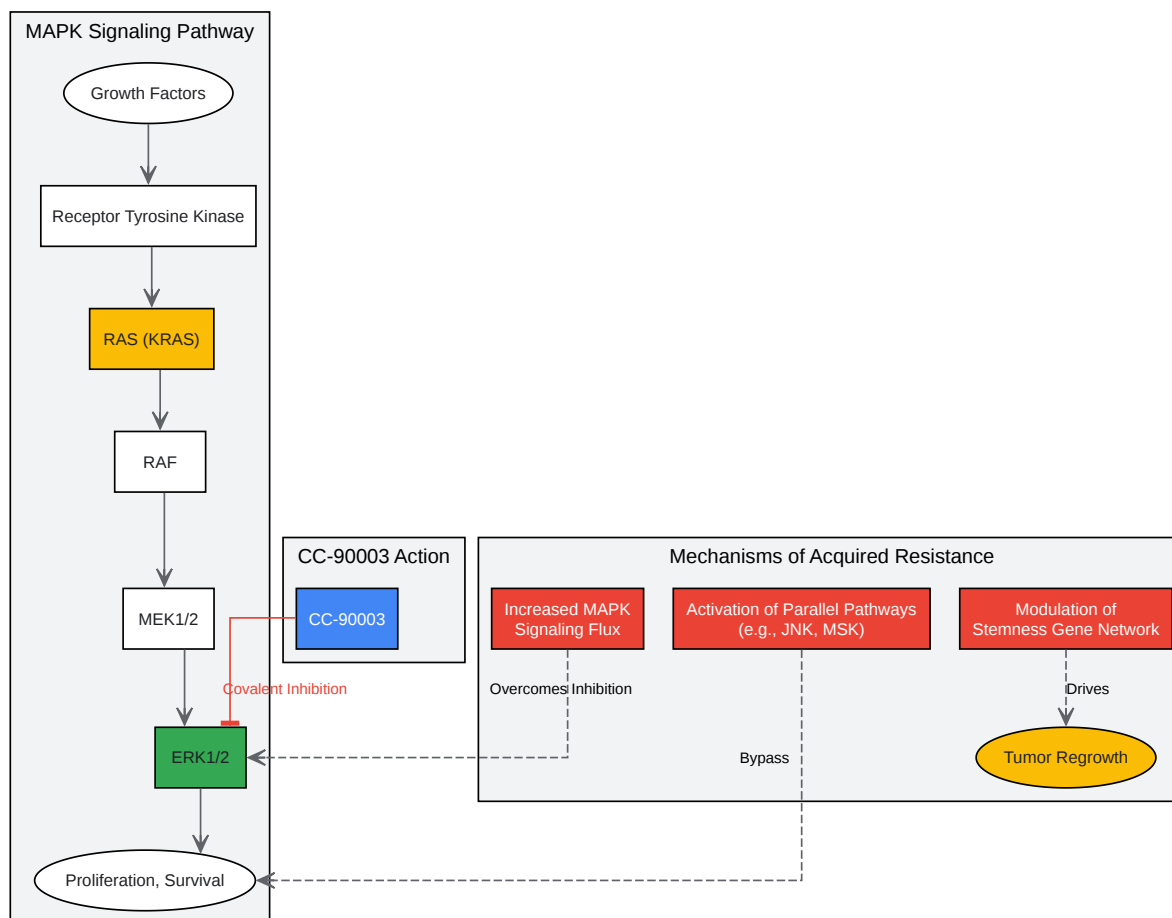 MAPK Signaling Pathway
Growth Factors
Receptor Tyrosine Kinase
RAS (KRAS)
RAF
MEK1/2
ERK1/2
Proliferation, Survival
CC-90003 Action
CC-90003
Covalent Inhibition
Mechanisms of Acquired Resistance
Increased MAPK
Signaling Flux
Activation of Parallel Pathways
(e.g., JNK, MSK)
Modulation of
Stemness Gene Network
Overcomes Inhibition
Bypass
Drives
Tumor Regrowth